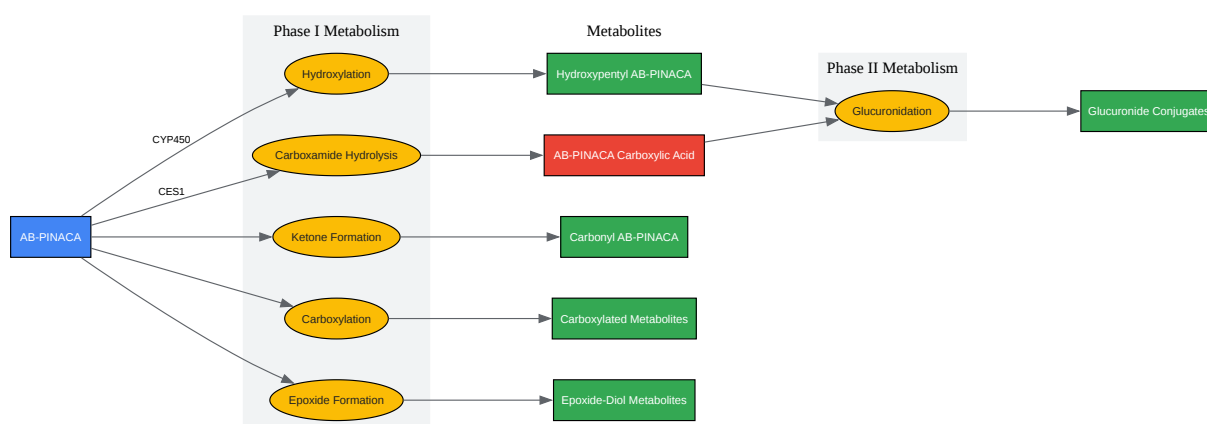 Phase I Metabolism
Metabolites
Phase II Metabolism
Hydroxylation
Hydroxypentyl AB-PINACA
Glucuronidation
Glucuronide Conjugates
CYP450
Carboxamide Hydrolysis
AB-PINACA Carboxylic Acid
CES1
AB-PINACA
Ketone Formation
Carbonyl AB-PINACA
Carboxylation
Carboxylated Metabolites
Epoxide Formation
Epoxide-Diol Metabolites